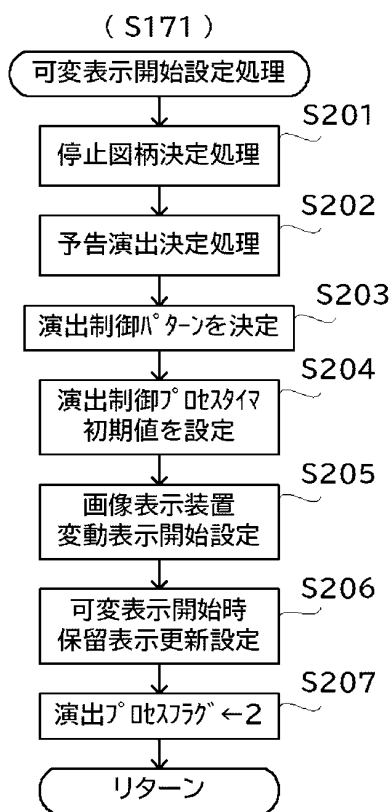 ( S171 )
可変表示開始設定処理
S201
停止図柄決定処理
S202
予告演出決定処理
S203
演出制御ﾊﾟﾀｰﾝを決定
S204
演出制御ﾌﾟﾛｾｽﾀｲﾏ
初期値を設定
S205
画像表示装置
変動表示開始設定
S206
可変表示開始時
保留表示更新設定
S207
演出ﾌﾟﾛｾｽﾌﾗｸﾞ←2
リターン